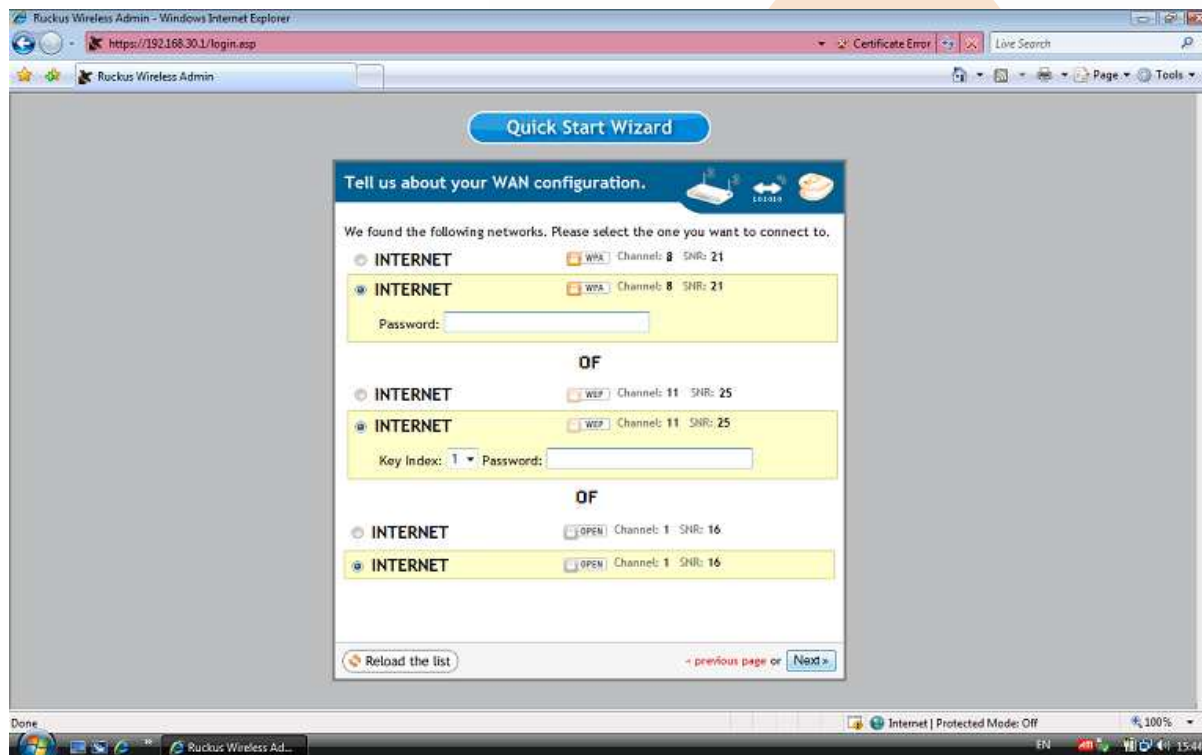 Ruckus Wireless Admin - Windows Internet Explorer
https://192.168.30.1/login.asp Certificate Error Live Search
Ruckus Wireless Admin Page Tools
Quick Start Wizard
Tell us about your WAN configuration.
101010
We found the following networks. Please select the one you want to connect to.
INTERNET WPA Channel: 8 SNR: 21
INTERNET WPA Channel: 8 SNR: 21
Password:
OF
INTERNET WEP Channel: 11 SNR: 25
INTERNET WEP Channel: 11 SNR: 25
Key Index: 1 Password:
OF
INTERNET OPEN Channel: 1 SNR: 16
INTERNET OPEN Channel: 1 SNR: 16
Reload the list « previous page or Next »
Done Internet | Protected Mode: Off 100%
Ruckus Wireless Ad... EN ATI